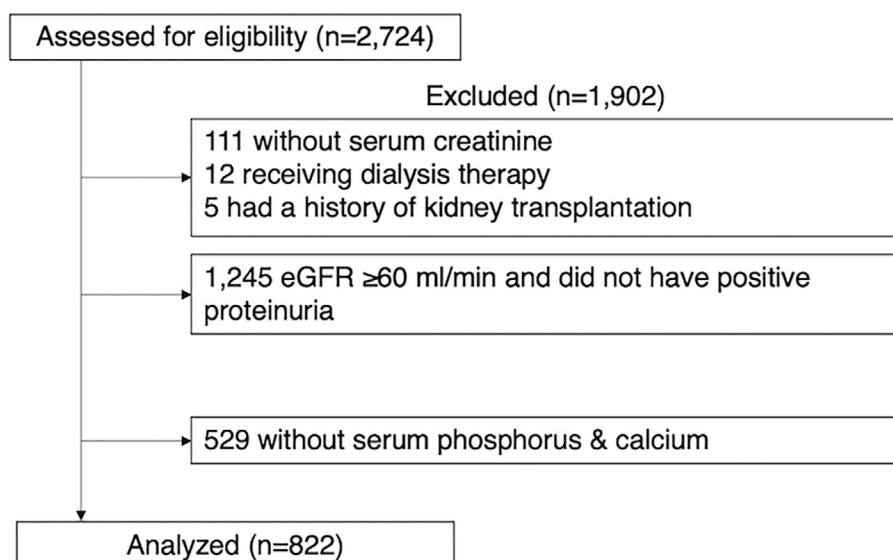 Assessed for eligibility (n=2,724)
Excluded (n=1,902)
111 without serum creatinine
12 receiving dialysis therapy
5 had a history of kidney transplantation
1,245 eGFR ≥60 ml/min and did not have positive
proteinuria
529 without serum phosphorus & calcium
Analyzed (n=822)